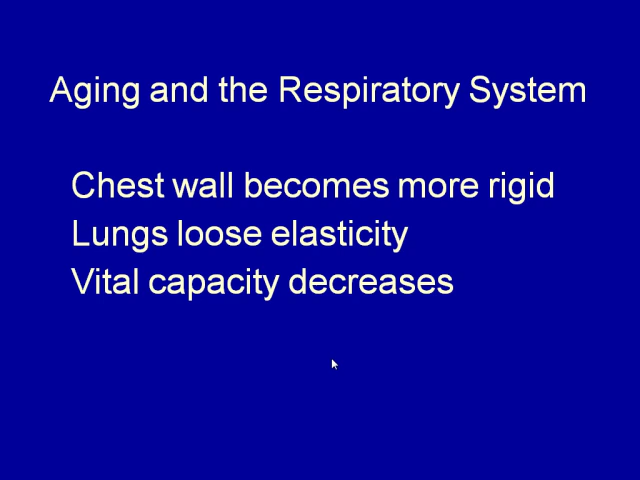 Aging and the Respiratory System
Chest wall becomes more rigid
Lungs loose elasticity
Vital capacity decreases